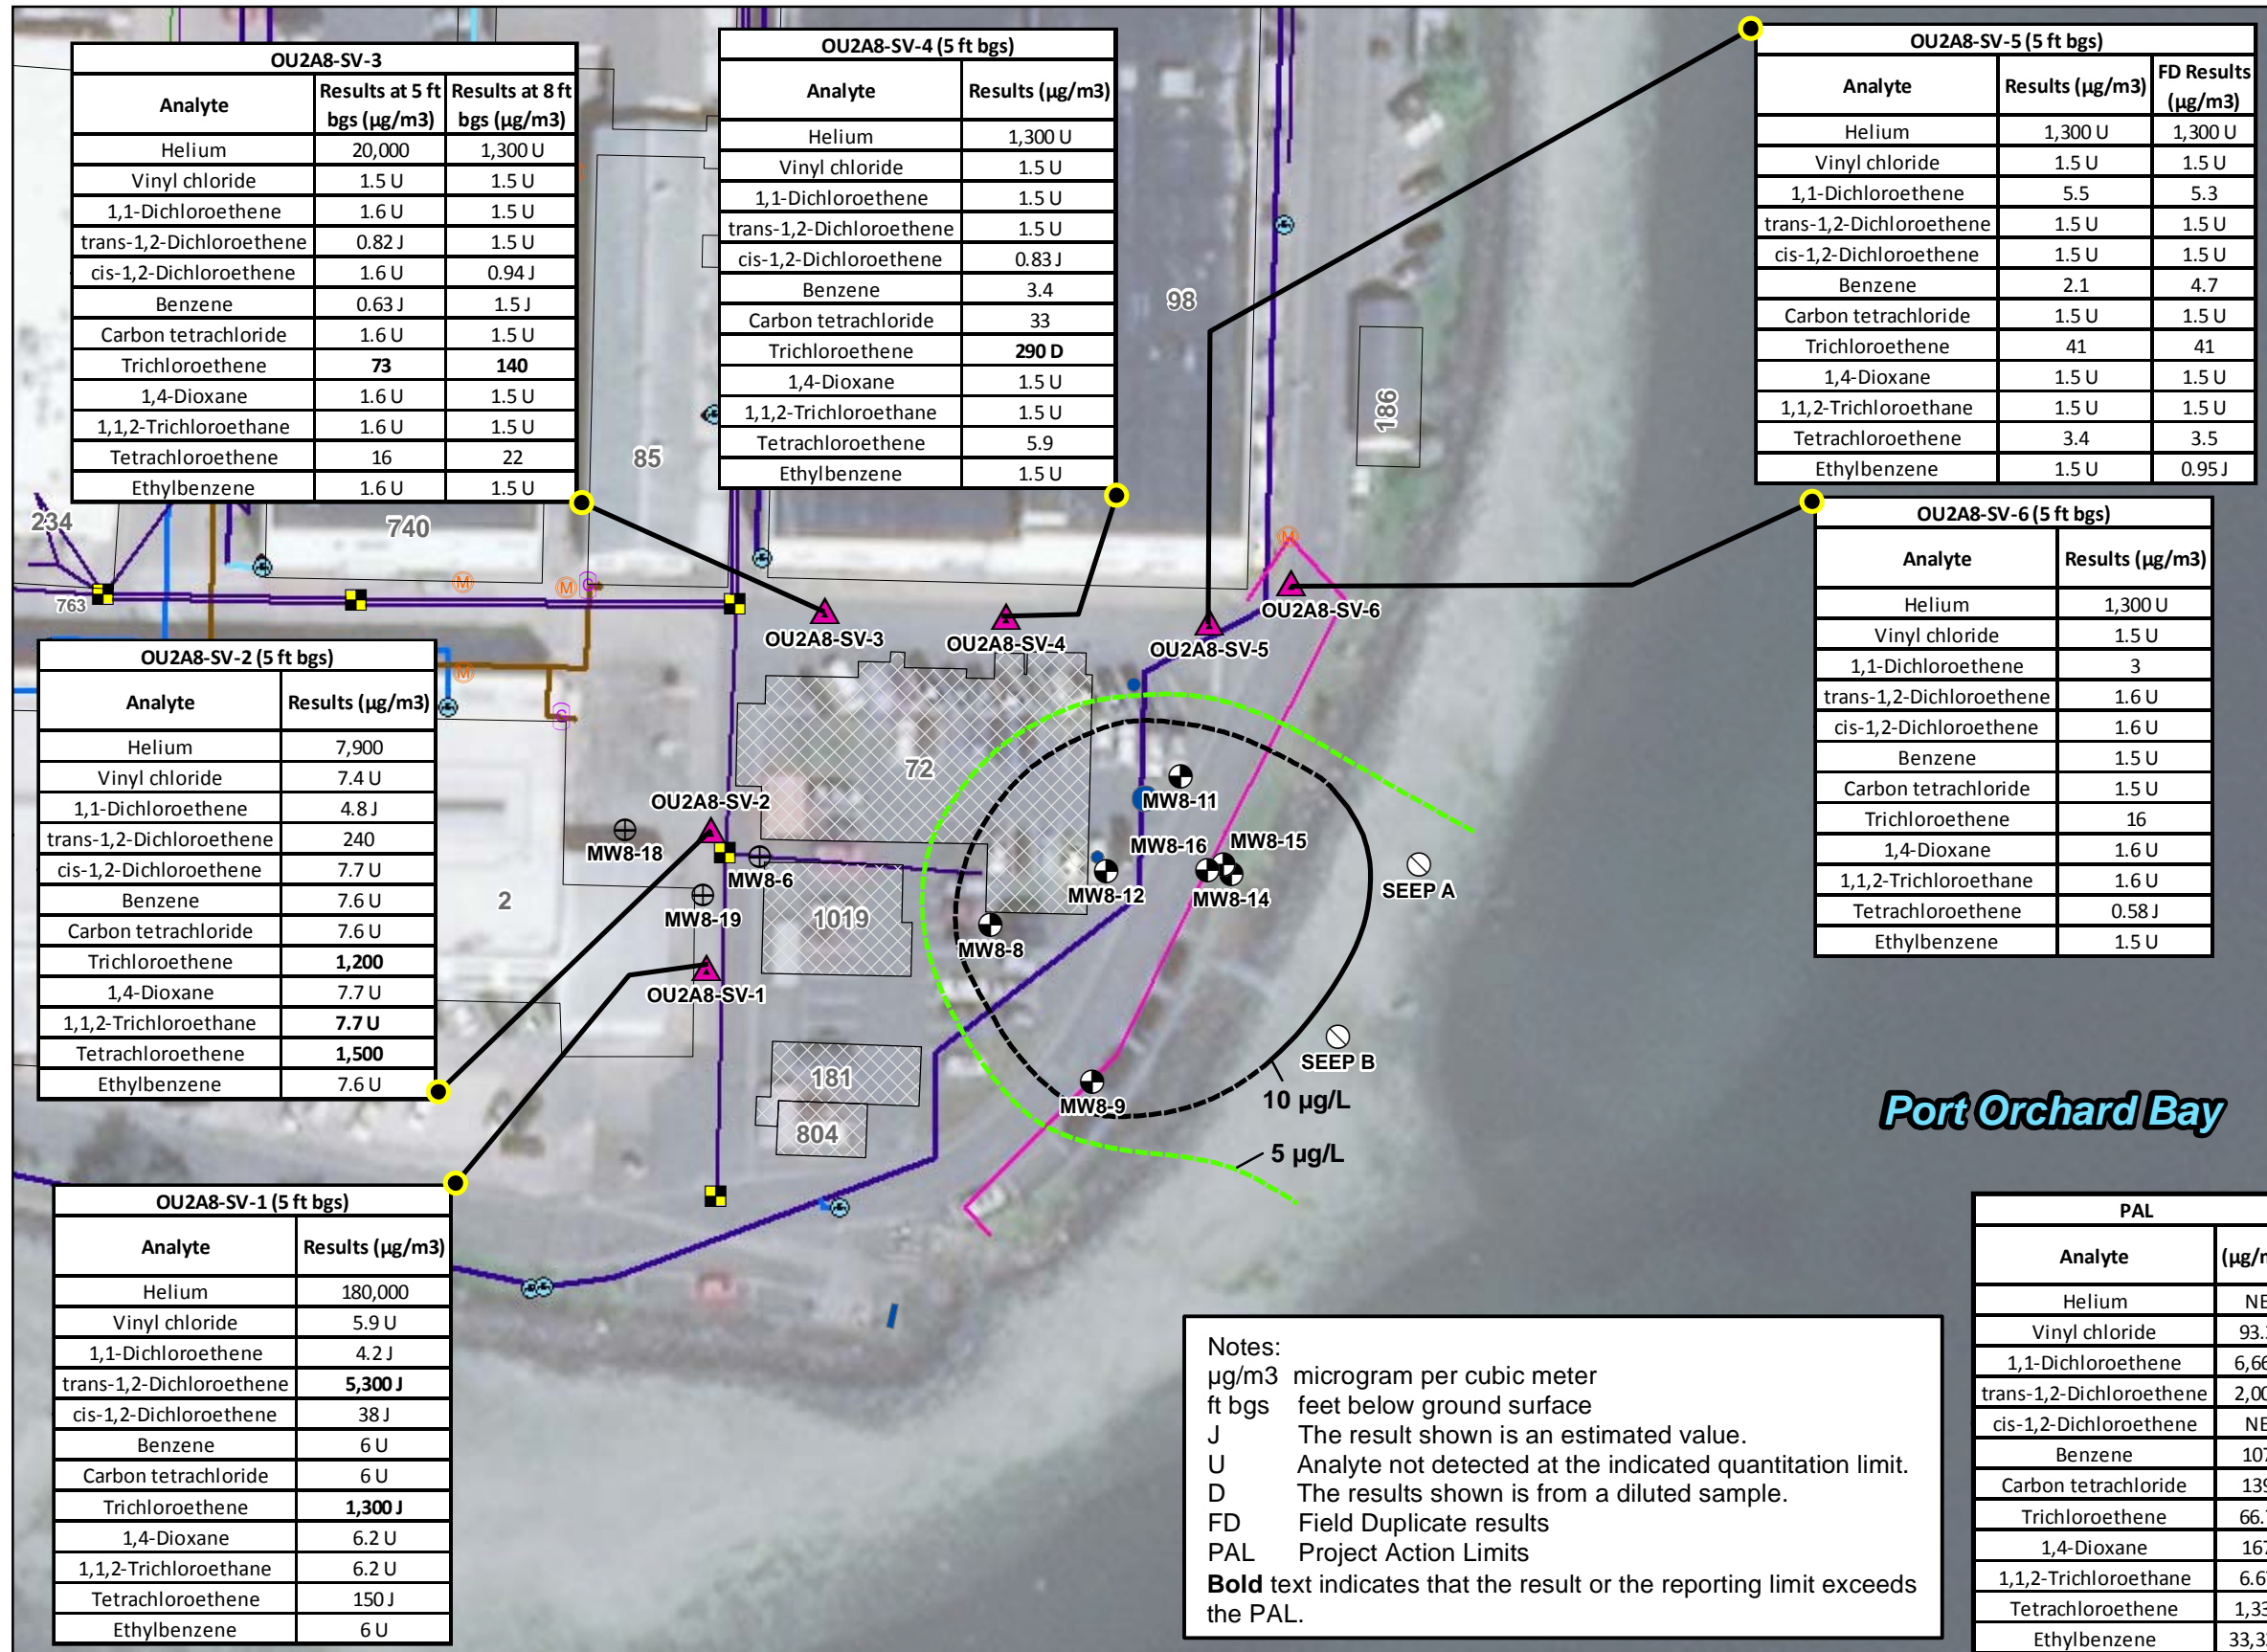 OU2A8-SV-3
Analyte Results at 5 ft bgs (µg/m3) Results at 8 ft bgs (µg/m3)
Helium 20,000 1,300 U
Vinyl chloride 1.5 U 1.5 U
1,1-Dichloroethene 1.6 U 1.5 U
trans-1,2-Dichloroethene 0.82 J 1.5 U
cis-1,2-Dichloroethene 1.6 U 0.94 J
Benzene 0.63 J 1.5 J
Carbon tetrachloride 1.6 U 1.5 U
Trichloroethene 73 140
1,4-Dioxane 1.6 U 1.5 U
1,1,2-Trichloroethane 1.6 U 1.5 U
Tetrachloroethene 16 22
Ethylbenzene 1.6 U 1.5 U
OU2A8-SV-4 (5 ft bgs)
Analyte Results (µg/m3)
Helium 1,300 U
Vinyl chloride 1.5 U
1,1-Dichloroethene 1.5 U
trans-1,2-Dichloroethene 1.5 U
cis-1,2-Dichloroethene 0.83 J
Benzene 3.4
Carbon tetrachloride 33
Trichloroethene 290 D
1,4-Dioxane 1.5 U
1,1,2-Trichloroethane 1.5 U
Tetrachloroethene 5.9
Ethylbenzene 1.5 U
OU2A8-SV-5 (5 ft bgs)
Analyte Results (µg/m3) FD Results (µg/m3)
Helium 1,300 U 1,300 U
Vinyl chloride 1.5 U 1.5 U
1,1-Dichloroethene 5.5 5.3
trans-1,2-Dichloroethene 1.5 U 1.5 U
cis-1,2-Dichloroethene 1.5 U 1.5 U
Benzene 2.1 4.7
Carbon tetrachloride 1.5 U 1.5 U
Trichloroethene 41 41
1,4-Dioxane 1.5 U 1.5 U
1,1,2-Trichloroethane 1.5 U 1.5 U
Tetrachloroethene 3.4 3.5
Ethylbenzene 1.5 U 0.95 J
OU2A8-SV-6 (5 ft bgs)
Analyte Results (µg/m3)
Helium 1,300 U
Vinyl chloride 1.5 U
1,1-Dichloroethene 3
trans-1,2-Dichloroethene 1.6 U
cis-1,2-Dichloroethene 1.6 U
Benzene 1.5 U
Carbon tetrachloride 1.5 U
Trichloroethene 16
1,4-Dioxane 1.6 U
1,1,2-Trichloroethane 1.6 U
Tetrachloroethene 0.58 J
Ethylbenzene 1.5 U
OU2A8-SV-2 (5 ft bgs)
Analyte Results (µg/m3)
Helium 7,900
Vinyl chloride 7.4 U
1,1-Dichloroethene 4.8 J
trans-1,2-Dichloroethene 240
cis-1,2-Dichloroethene 7.7 U
Benzene 7.6 U
Carbon tetrachloride 7.6 U
Trichloroethene 1,200
1,4-Dioxane 7.7 U
1,1,2-Trichloroethane 7.7 U
Tetrachloroethene 1,500
Ethylbenzene 7.6 U
OU2A8-SV-1 (5 ft bgs)
Analyte Results (µg/m3)
Helium 180,000
Vinyl chloride 5.9 U
1,1-Dichloroethene 4.2 J
trans-1,2-Dichloroethene 5,300 J
cis-1,2-Dichloroethene 38 J
Benzene 6 U
Carbon tetrachloride 6 U
Trichloroethene 1,300 J
1,4-Dioxane 6.2 U
1,1,2-Trichloroethane 6.2 U
Tetrachloroethene 150 J
Ethylbenzene 6 U
98
186
85
234
740
763
M
M
M
M
C
C
OU2A8-SV-3
OU2A8-SV-4
OU2A8-SV-5
OU2A8-SV-6
72
OU2A8-SV-2
MW8-18
MW8-6
MW8-19
2
1019
OU2A8-SV-1
MW8-11
MW8-16
MW8-15
MW8-12
MW8-14
MW8-8
SEEP A
SEEP B
181
804
MW8-9
10 µg/L
5 µg/L
Port Orchard Bay
Notes:
µg/m3 microgram per cubic meter
ft bgs feet below ground surface
J The result shown is an estimated value.
U Analyte not detected at the indicated quantitation limit.
D The results shown is from a diluted sample.
FD Field Duplicate results
PAL Project Action Limits
Bold text indicates that the result or the reporting limit exceeds
the PAL.
PAL
Analyte
Helium
Vinyl chloride
1,1-Dichloroethene
trans-1,2-Dichloroethene
cis-1,2-Dichloroethene
Benzene
Carbon tetrachloride
Trichloroethene
1,4-Dioxane
1,1,2-Trichloroethane
Tetrachloroethene
Ethylbenzene